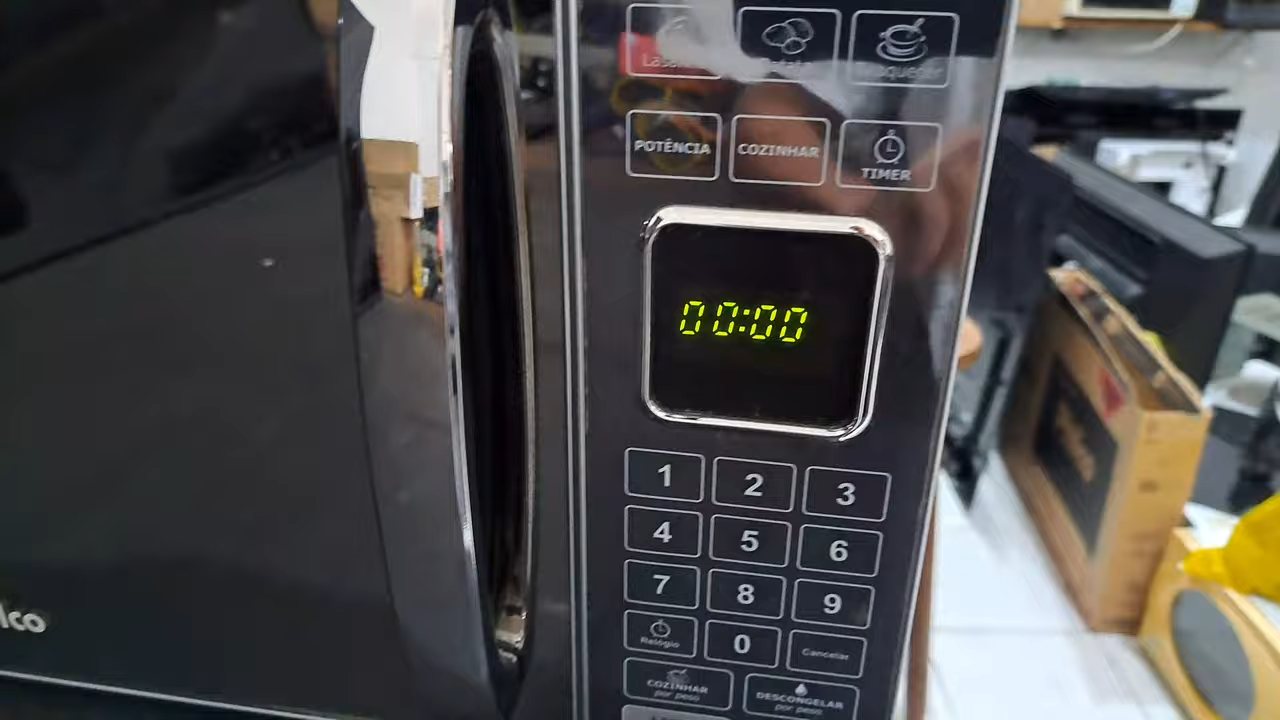 POTÊNCIA COZINHAR TIMER
00:00
1 2 3
4 5 6
7 8 9
Relógio 0 Cancelar
COZINHAR DESCONGELAR
por peso por peso
lco